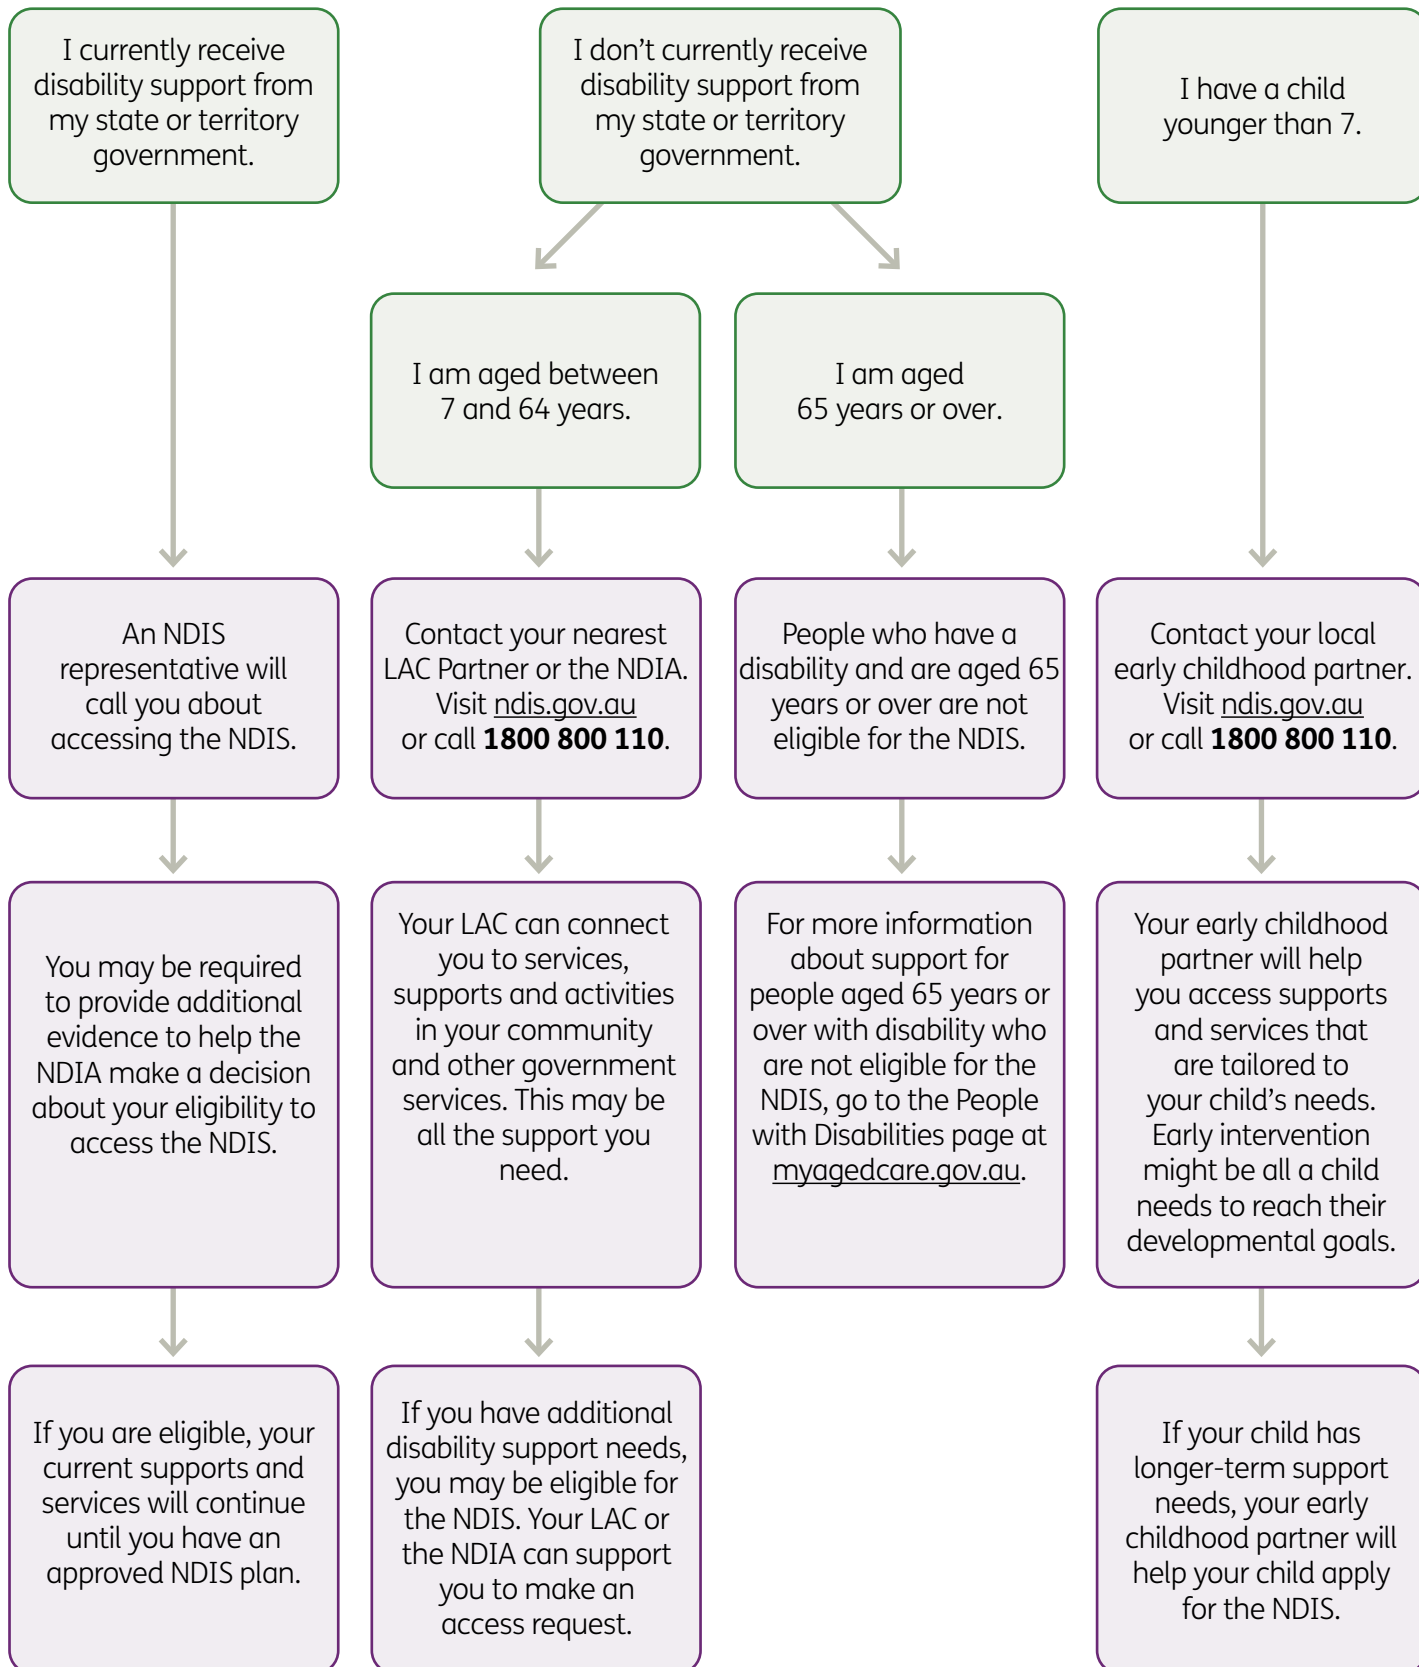 I currently receive
disability support from
my state or territory
government.
I don’t currently receive
disability support from
my state or territory
government.
I have a child
younger than 7.
I am aged between
7 and 64 years.
I am aged
65 years or over.
An NDIS
representative will
call you about
accessing the NDIS.
Contact your nearest
LAC Partner or the NDIA.
Visit ndis.gov.au
or call 1800 800 110.
People who have a
disability and are aged 65
years or over are not
eligible for the NDIS.
Contact your local
early childhood partner.
Visit ndis.gov.au
or call 1800 800 110.
You may be required
to provide additional
evidence to help the
NDIA make a decision
about your eligibility to
access the NDIS.
Your LAC can connect
you to services,
supports and activities
in your community
and other government
services. This may be
all the support you
need.
For more information
about support for
people aged 65 years or
over with disability who
are not eligible for the
NDIS, go to the People
with Disabilities page at
myagedcare.gov.au.
Your early childhood
partner will help
you access supports
and services that
are tailored to
your child’s needs.
Early intervention
might be all a child
needs to reach their
developmental goals.
If you are eligible, your
current supports and
services will continue
until you have an
approved NDIS plan.
If you have additional
disability support needs,
you may be eligible for
the NDIS. Your LAC or
the NDIA can support
you to make an
access request.
If your child has
longer-term support
needs, your early
childhood partner will
help your child apply
for the NDIS.